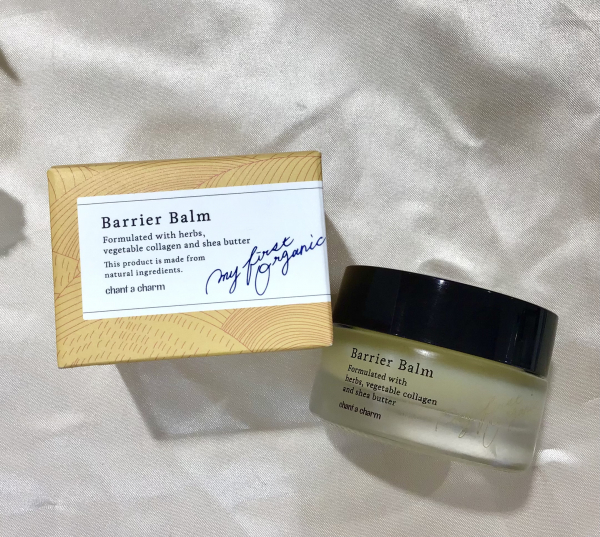 Barrier Balm
Formulated with herbs,
vegetable collagen and shea butter
This product is made from
natural ingredients.
my first
organic
chant a charm
Barrier Balm
Formulated with
herbs, vegetable collagen
and shea butter
chant a charm